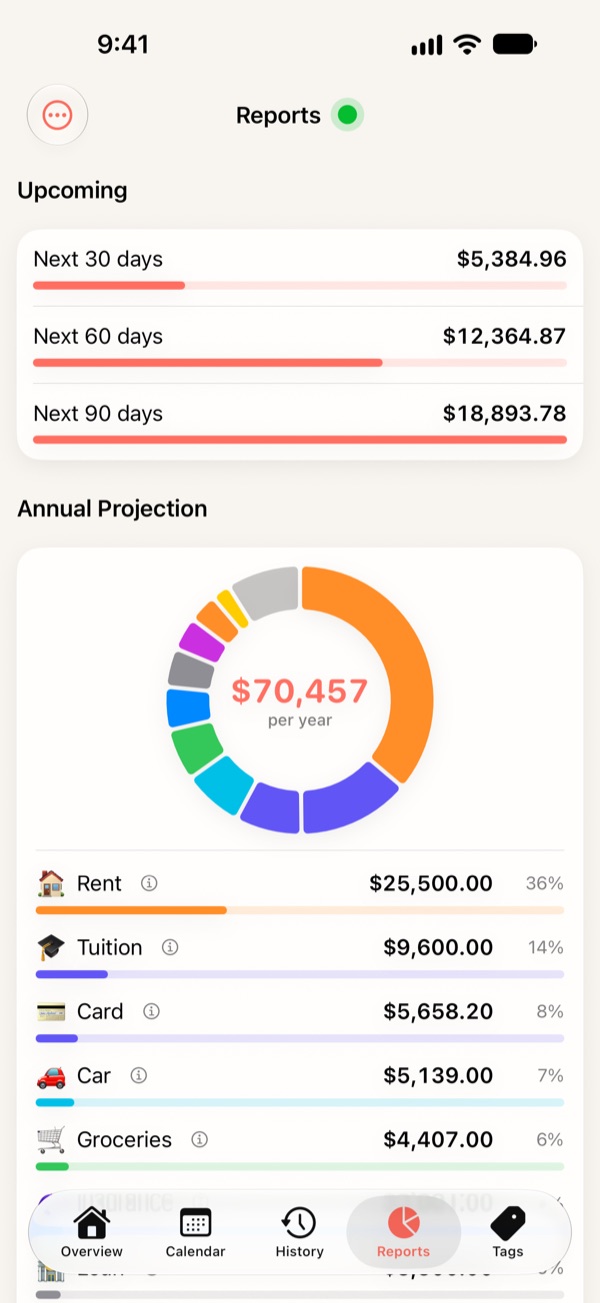 9:41
Reports
Upcoming
Next 30 days $5,384.96
Next 60 days $12,364.87
Next 90 days $18,893.78
Annual Projection
$70,457
per year
Rent $25,500.00 36%
Tuition $9,600.00 14%
Card $5,658.20 8%
Car $5,139.00 7%
Groceries $4,407.00 6%
Overview Calendar History Reports Tags